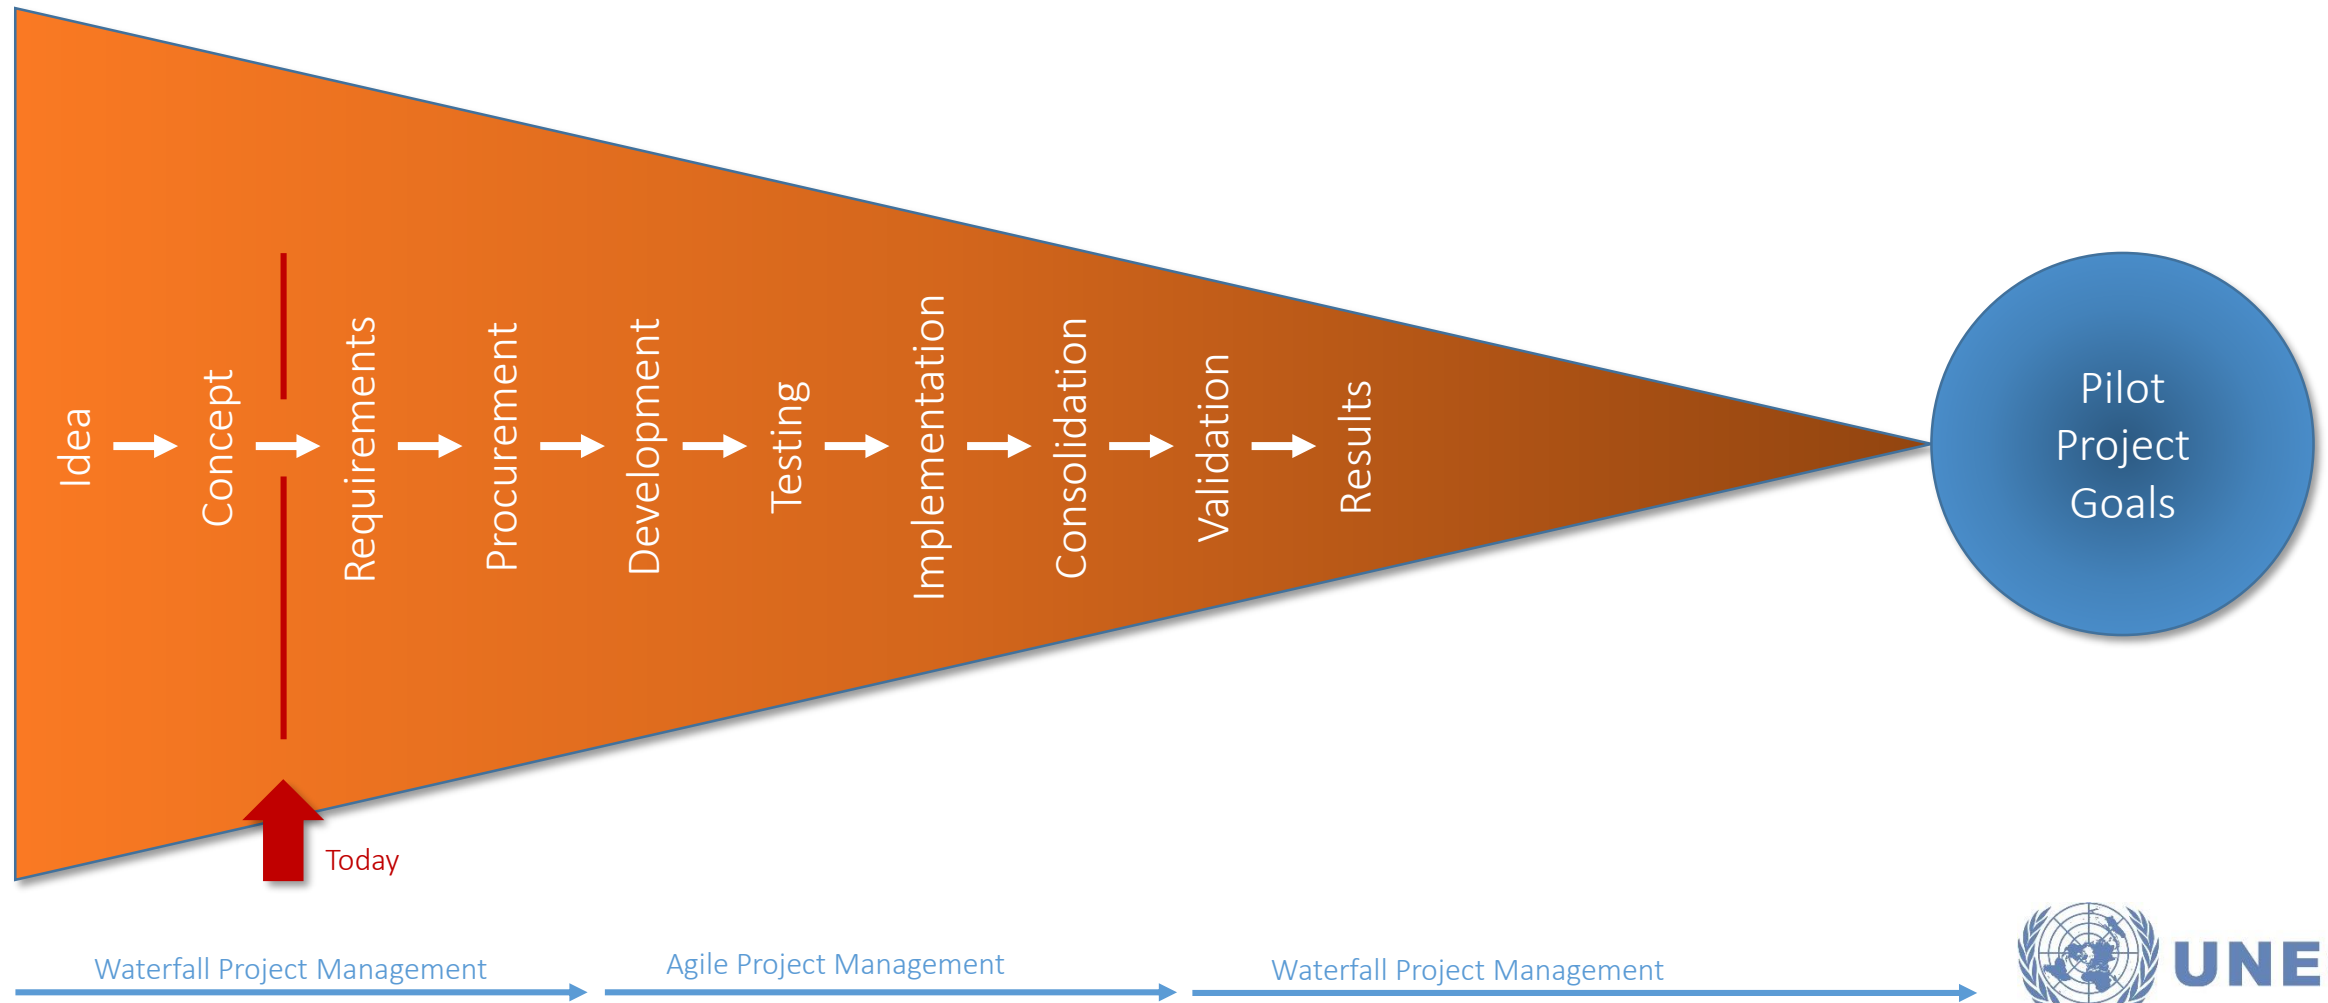 Idea
Concept
Requirements
Procurement
Development
Testing
Implementation
Consolidation
Validation
Results
Pilot
Project
Goals
Today
Waterfall Project Management
Agile Project Management
Waterfall Project Management
UNE